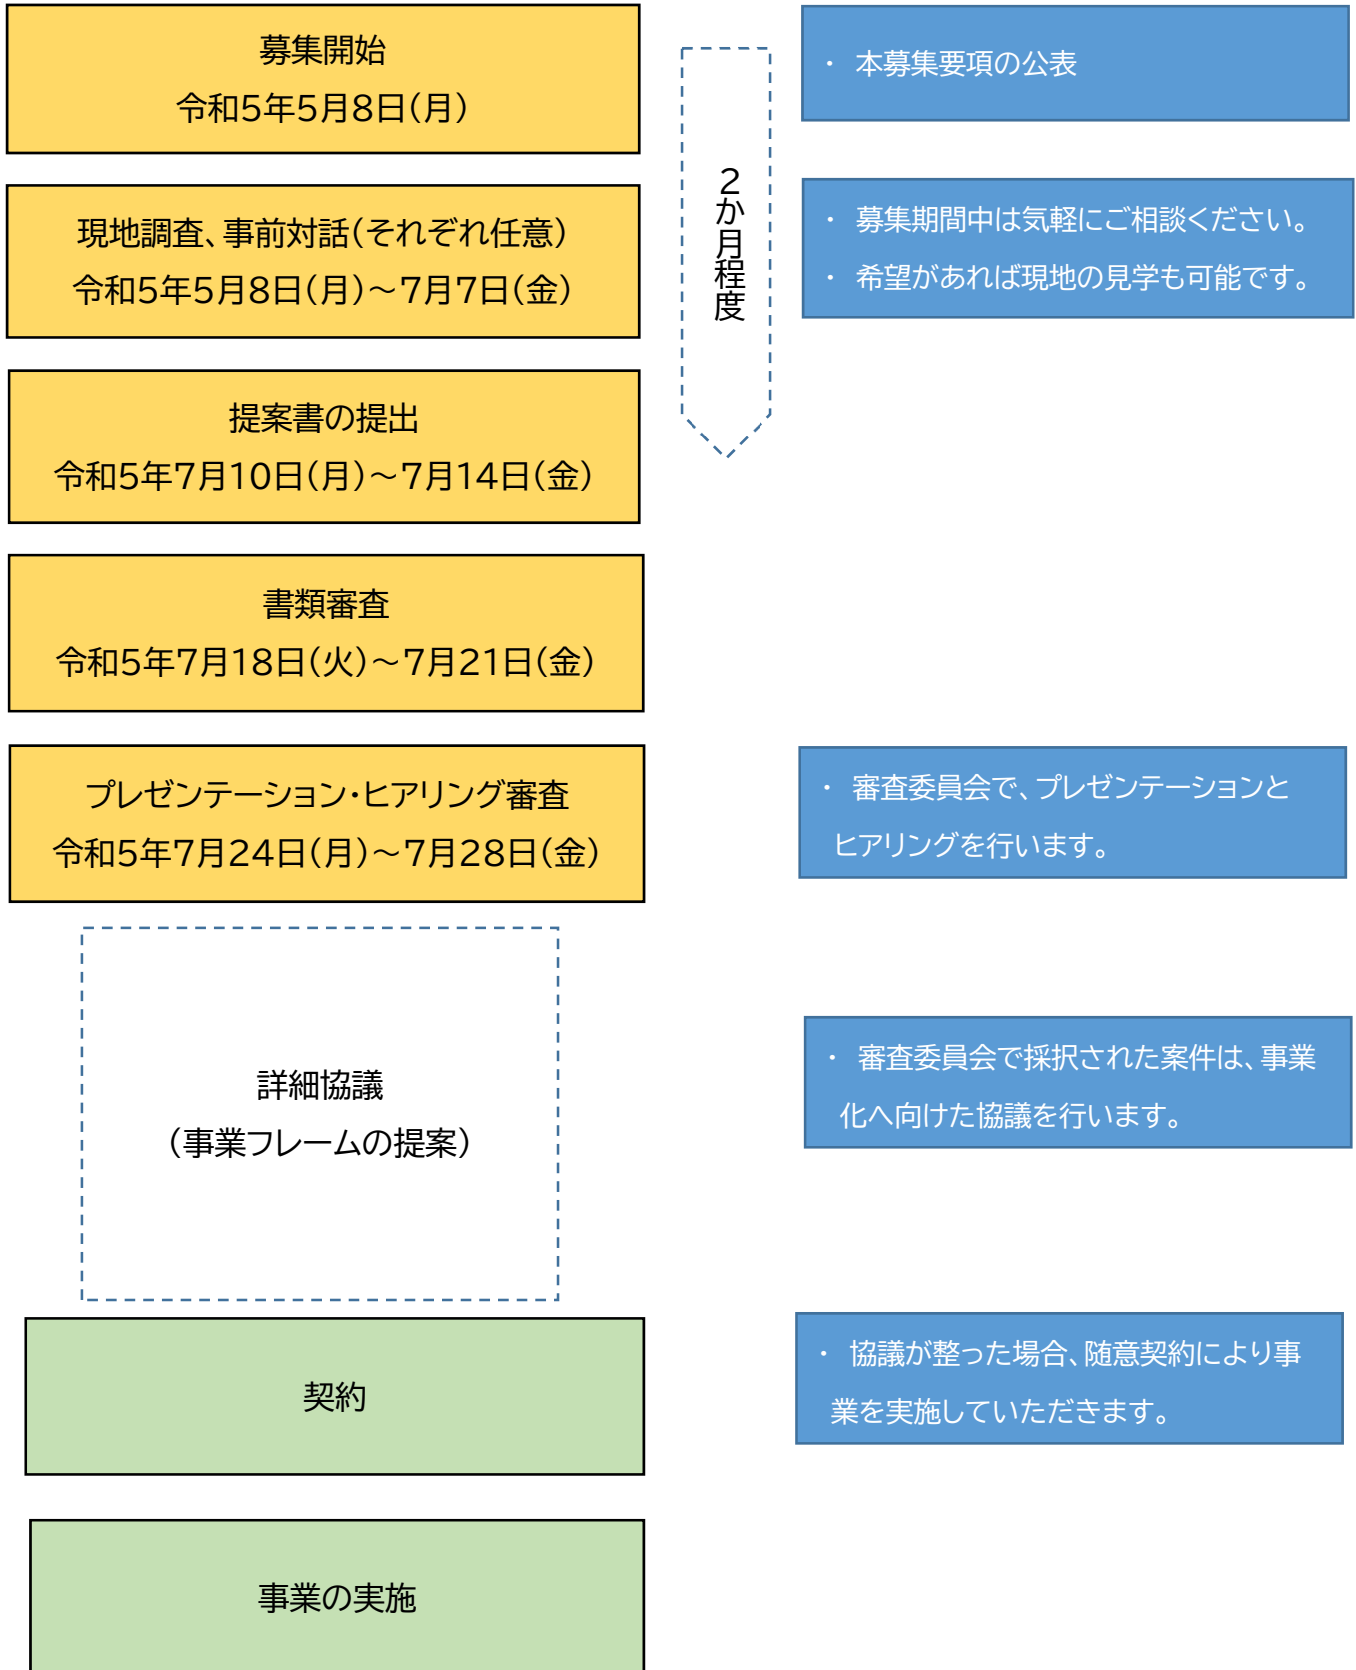 募集開始
令和5年5月8日(月)
・ 本募集要項の公表
2か月程度
現地調査、事前対話(それぞれ任意)
令和5年5月8日(月)～7月7日(金)
・ 募集期間中は気軽にご相談ください。
・ 希望があれば現地の見学も可能です。
提案書の提出
令和5年7月10日(月)～7月14日(金)
書類審査
令和5年7月18日(火)～7月21日(金)
プレゼンテーション・ヒアリング審査
令和5年7月24日(月)～7月28日(金)
・ 審査委員会で、プレゼンテーションと
ヒアリングを行います。
詳細協議
(事業フレームの提案)
・ 審査委員会で採択された案件は、事業
化へ向けた協議を行います。
契約
・ 協議が整った場合、随意契約により事
業を実施していただきます。
事業の実施